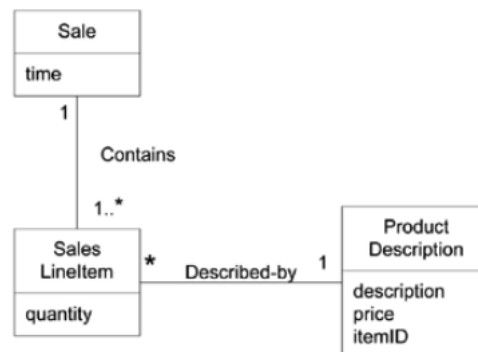 Sale
time
1
Contains
1..*
Sales
LineItem
quantity
*
Described-by
1
Product
Description
description
price
itemID